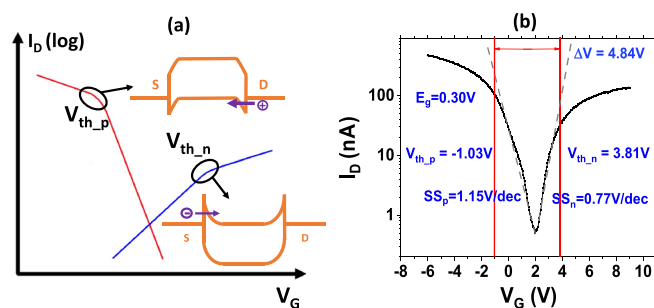 (a)
I_D (log)
S D
⊕
V_th_p
V_th_n
⊖
S D
V_G
(b)
ΔV = 4.84V
E_g=0.30V
V_th_p = -1.03V
V_th_n = 3.81V
SS_p=1.15V/dec
SS_n=0.77V/dec
I_D (nA)
100
10
1
-8 -6 -4 -2 0 2 4 6 8 10
V_G (V)